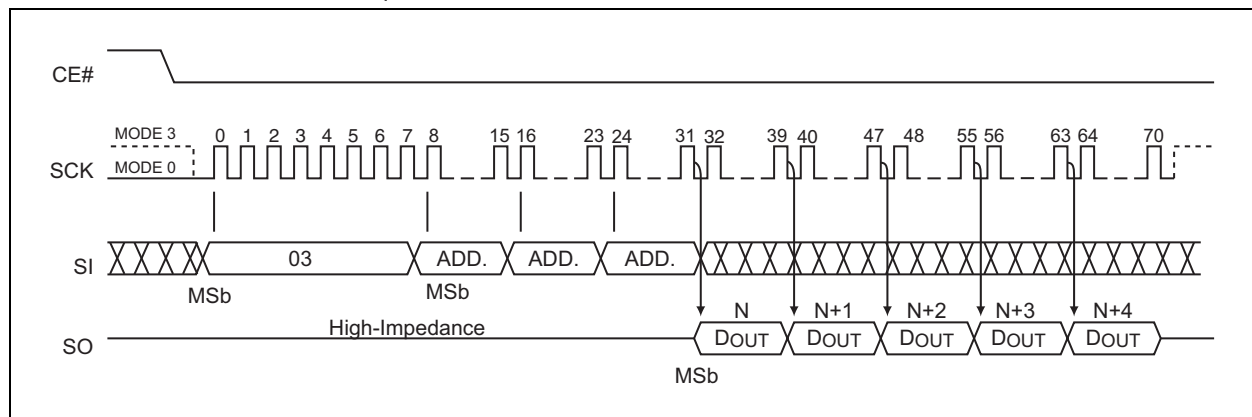 CE#
MODE 3
0 1 2 3 4 5 6 7 8 15 16 23 24 31 32 39 40 47 48 55 56 63 64 70
SCK
MODE 0
SI
03 ADD. ADD. ADD.
MSb MSb
N N+1 N+2 N+3 N+4
High-Impedance
SO
DOUT DOUT DOUT DOUT DOUT
MSb